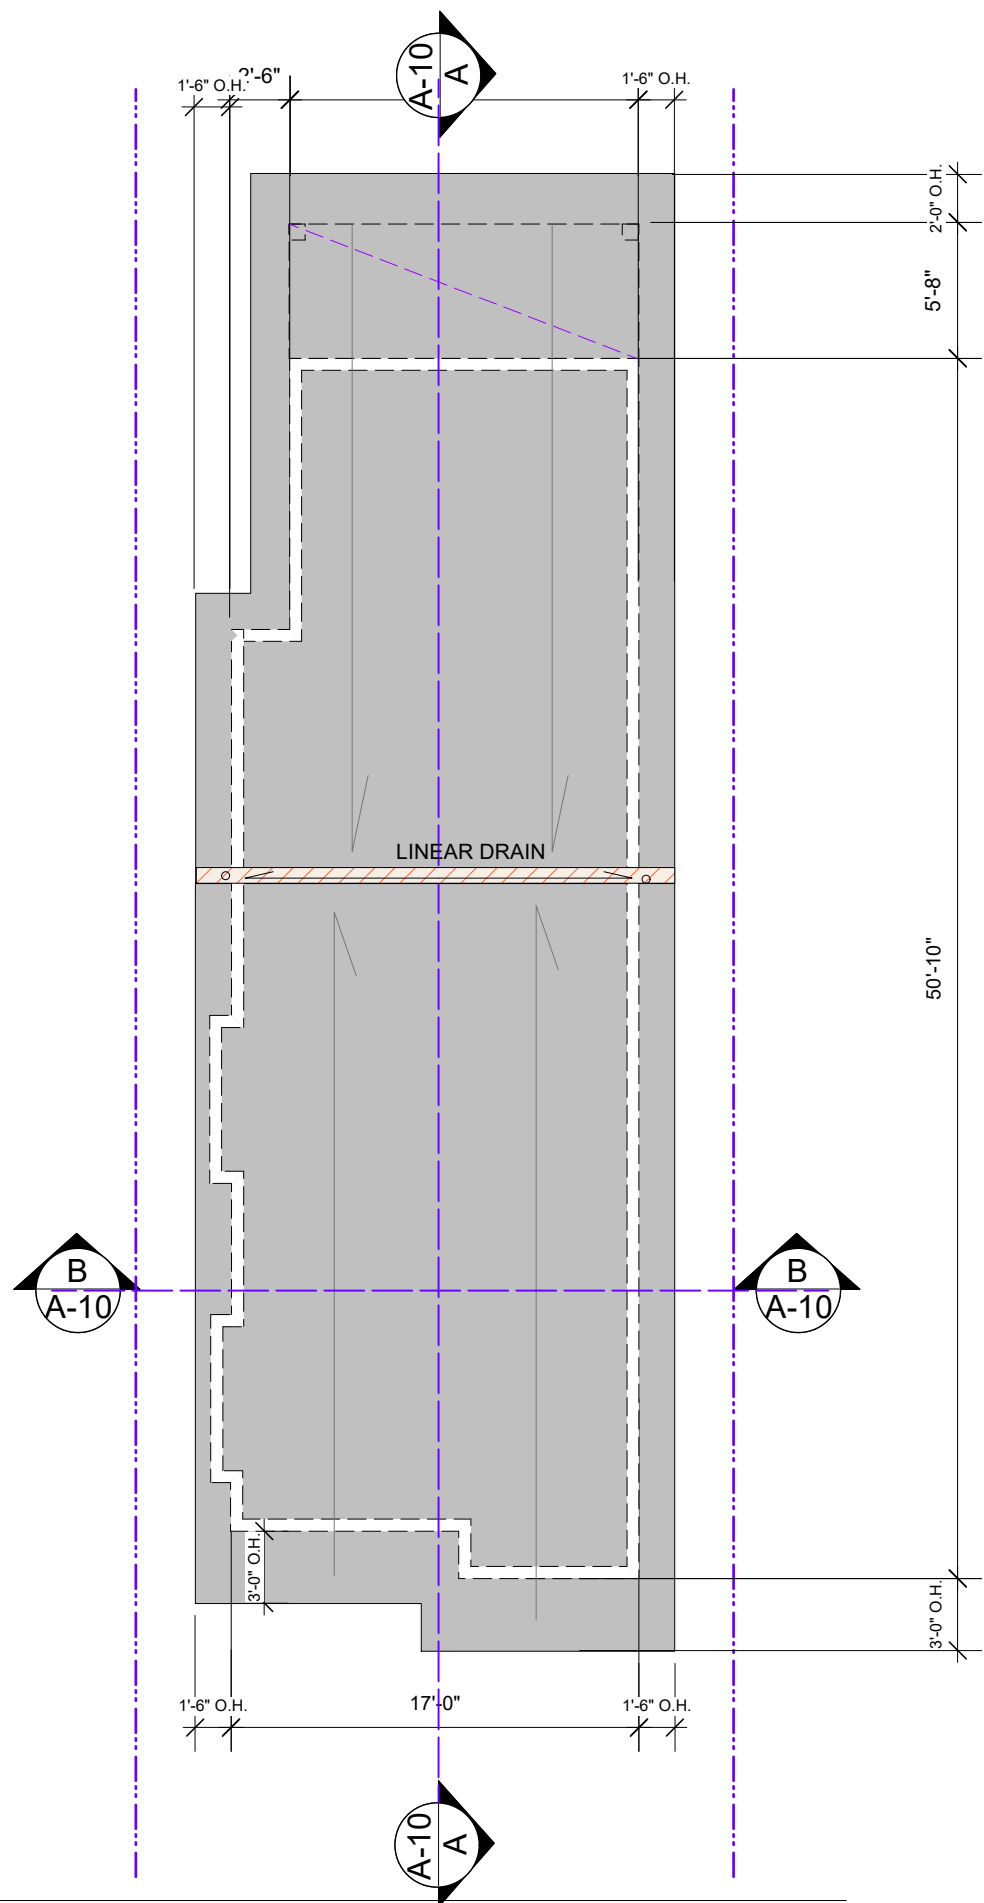 A-10
A
1'-6" O.H.
2'-6"
1'-6" O.H.
2'-0" O.H.
5'-8"
LINEAR DRAIN
50'-10"
B
A-10
B
A-10
3'-0" O.H.
3'-0" O.H.
1'-6" O.H.
17'-0"
1'-6" O.H.
A-10
A